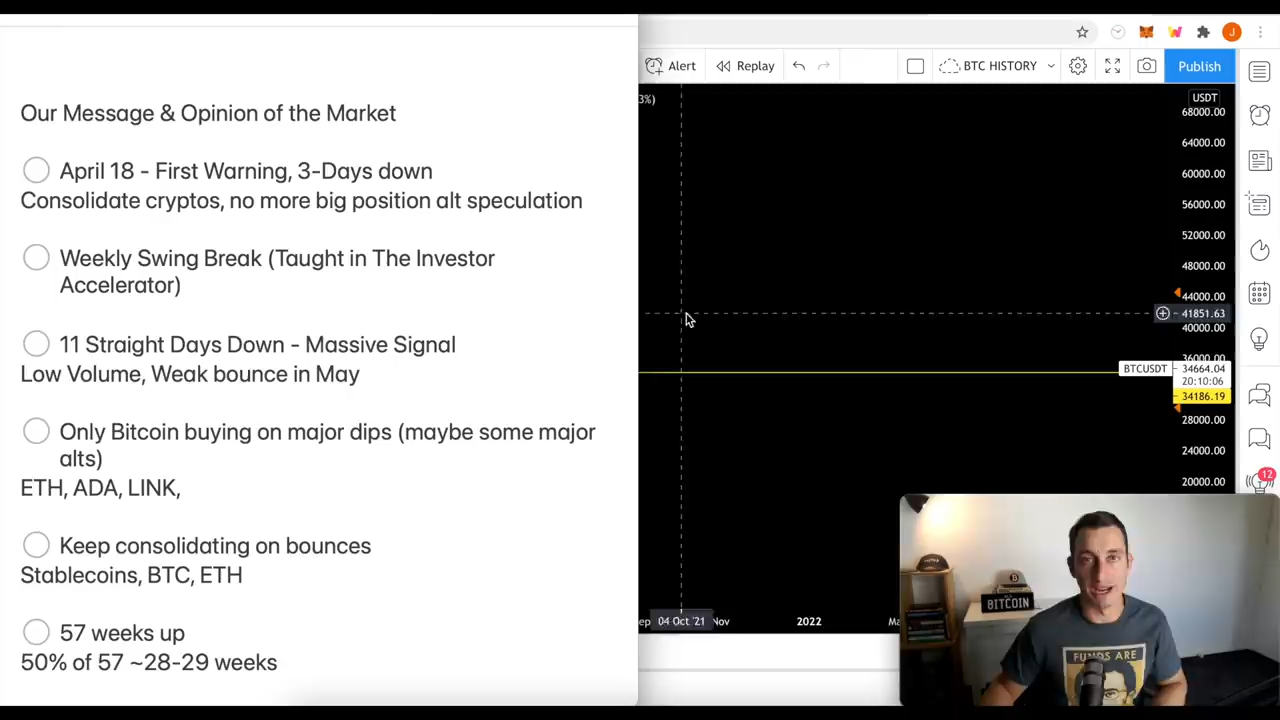 Our Message & Opinion of the Market
April 18 - First Warning, 3-Days down
Consolidate cryptos, no more big position alt speculation
Weekly Swing Break (Taught in The Investor
Accelerator)
11 Straight Days Down - Massive Signal
Low Volume, Weak bounce in May
Only Bitcoin buying on major dips (maybe some major
alts)
ETH, ADA, LINK,
Keep consolidating on bounces
Stablecoins, BTC, ETH
57 weeks up
50% of 57 ~28-29 weeks
J
Alert Replay BTC HISTORY Publish
3%)
USDT
68000.00
64000.00
60000.00
56000.00
52000.00
48000.00
44000.00
41851.63
40000.00
36000.00
BTCUSDT 34664.04
20:10:06
34186.19
28000.00
24000.00
20000.00
12
04 Oct '21 Nov 2022
BITCOIN
FUNDS ARE